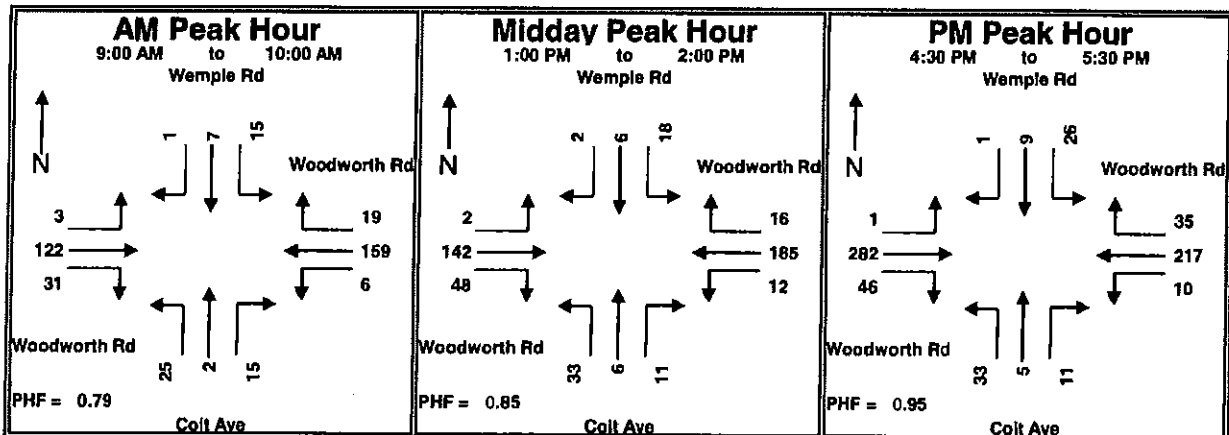 AM Peak Hour
9:00 AM to 10:00 AM
Wemple Rd
N
1 7 15
Woodworth Rd
3
19
122
159
31
6
Woodworth Rd
25 2 15
PHF = 0.79
Colt Ave
Midday Peak Hour
1:00 PM to 2:00 PM
Wemple Rd
N
2 6 18
Woodworth Rd
2
16
142
185
48
12
Woodworth Rd
33 6 11
PHF = 0.85
Colt Ave
PM Peak Hour
4:30 PM to 5:30 PM
Wemple Rd
N
1 9 26
Woodworth Rd
1
35
282
217
46
10
Woodworth Rd
33 5 11
PHF = 0.95
Colt Ave